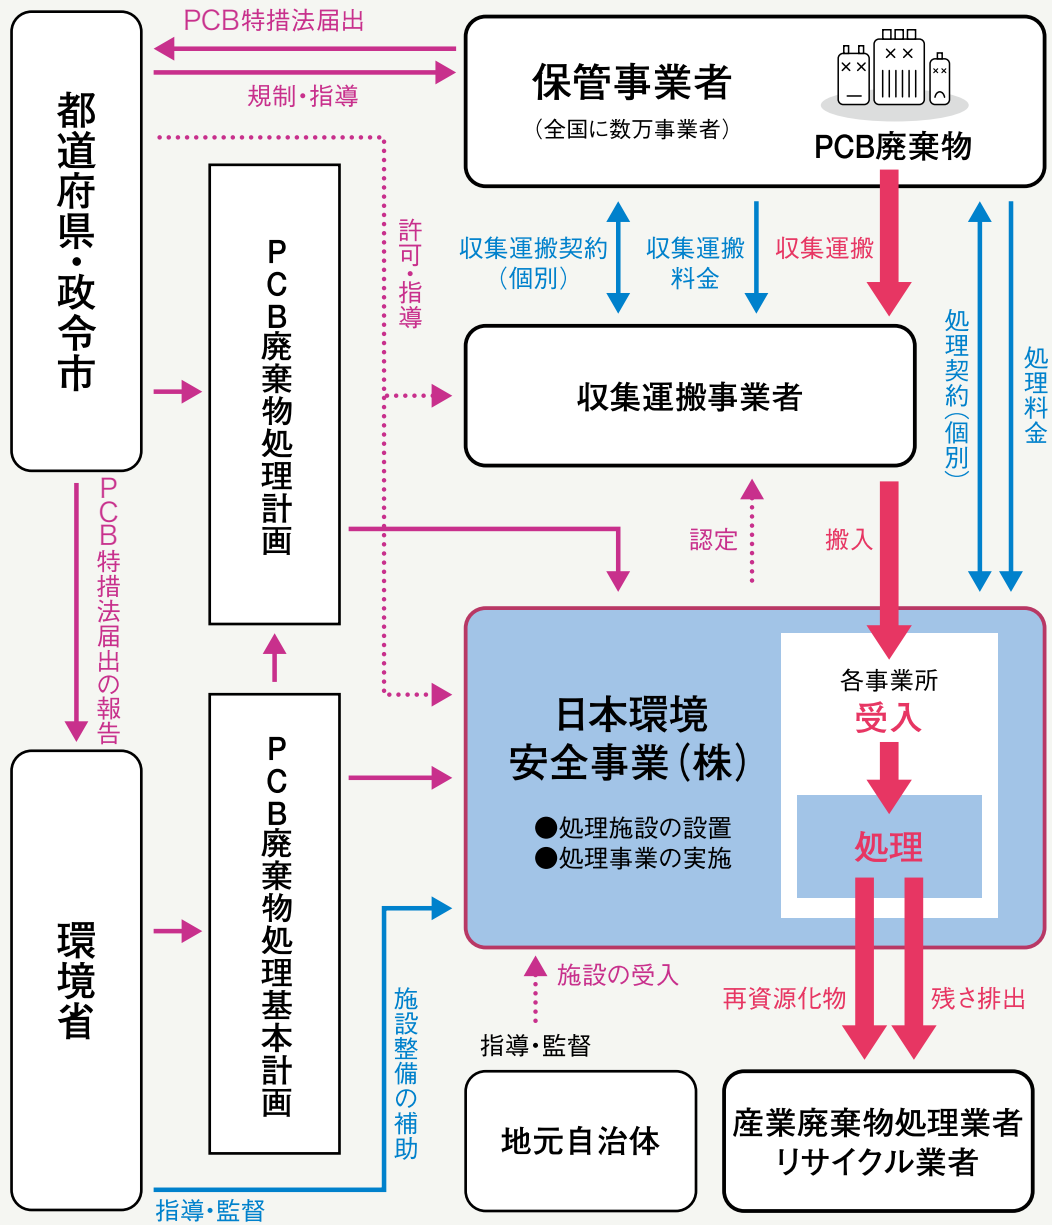 PCB特措法届出
規制・指導
都道府県・政令市
保管事業者
（全国に数万事業者）
PCB廃棄物
PCB廃棄物処理計画
許可・指導
収集運搬契約
（個別）
収集運搬
料金
収集運搬
処理契約（個別）
処理料金
収集運搬事業者
PCB特措法届出の報告
認定
搬入
日本環境
安全事業（株）
●処理施設の設置
●処理事業の実施
各事業所
受入
処理
環境省
PCB廃棄物処理基本計画
施設整備の補助
指導・監督
施設の受入
指導・監督
再資源化物
残さ排出
地元自治体
産業廃棄物処理業者
リサイクル業者